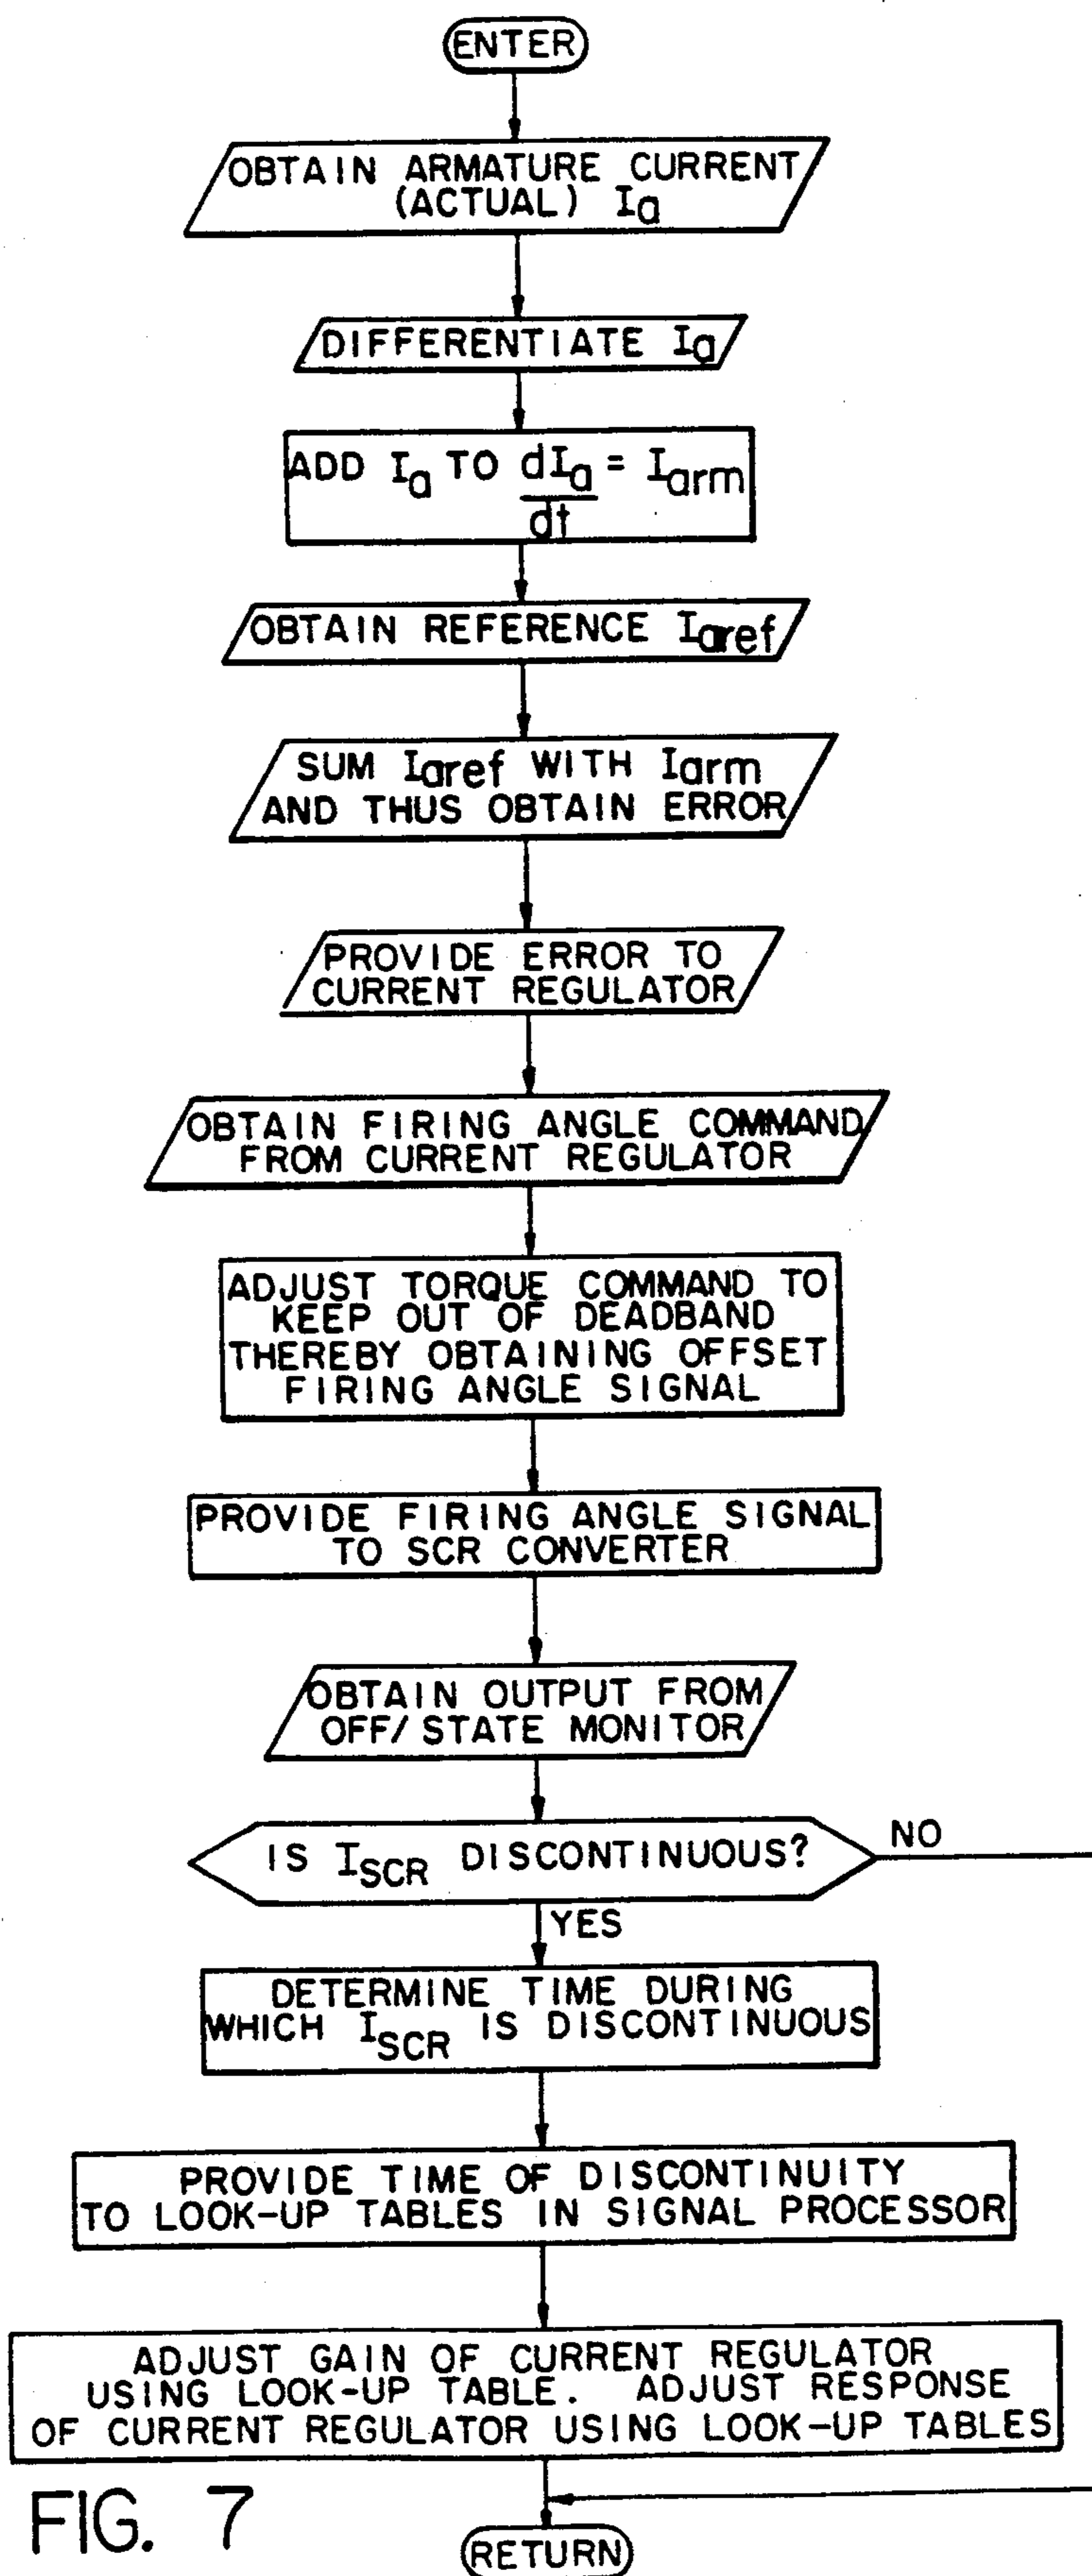 ENTER
OBTAIN ARMATURE CURRENT
(ACTUAL) Ia
DIFFERENTIATE Ia
ADD Ia TO dIa = Iarm
dt
OBTAIN REFERENCE Iaref
SUM Iaref WITH Iarm
AND THUS OBTAIN ERROR
PROVIDE ERROR TO
CURRENT REGULATOR
OBTAIN FIRING ANGLE COMMAND
FROM CURRENT REGULATOR
ADJUST TORQUE COMMAND TO
KEEP OUT OF DEADBAND
THEREBY OBTAINING OFFSET
FIRING ANGLE SIGNAL
PROVIDE FIRING ANGLE SIGNAL
TO SCR CONVERTER
OBTAIN OUTPUT FROM
OFF/STATE MONITOR
IS ISCR DISCONTINUOUS?
NO
YES
DETERMINE TIME DURING
WHICH ISCR IS DISCONTINUOUS
PROVIDE TIME OF DISCONTINUITY
TO LOOK-UP TABLES IN SIGNAL PROCESSOR
ADJUST GAIN OF CURRENT REGULATOR
USING LOOK-UP TABLE. ADJUST RESPONSE
OF CURRENT REGULATOR USING LOOK-UP TABLES
FIG. 7
RETURN